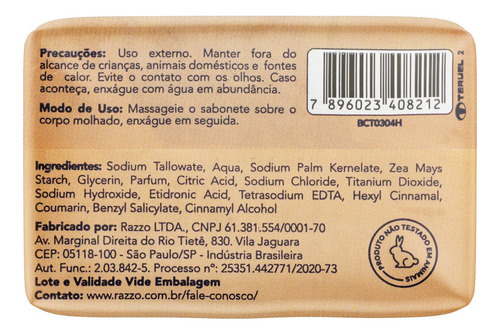 Precauções: Uso externo. Manter fora do
alcance de crianças, animais domésticos e fontes
de calor. Evite o contato com os olhos. Caso
aconteça, enxágue com água em abundância.
Modo de Uso: Massageie o sabonete sobre o
corpo molhado, enxágue em seguida.
7 896023 408212
BCT0304H
TERUEL 2
Ingredientes: Sodium Tallowate, Aqua, Sodium Palm Kernelate, Zea Mays
Starch, Glycerin, Parfum, Citric Acid, Sodium Chloride, Titanium Dioxide,
Sodium Hydroxide, Etidronic Acid, Tetrasodium EDTA, Hexyl Cinnamal,
Coumarin, Benzyl Salicylate, Cinnamyl Alcohol
Fabricado por: Razzo LTDA., CNPJ 61.381.554/0001-70
Av. Marginal Direita do Rio Tietê, 830. Vila Jaguara
CEP: 05118-100 - São Paulo/SP - Indústria Brasileira
Aut. Func.: 2.03.842-5. Processo nº: 25351.442771/2020-73
Lote e Validade Vide Embalagem
Contato: www.razzo.com.br/fale-conosco/
PRODUTO NÃO TESTADO EM ANIMAIS